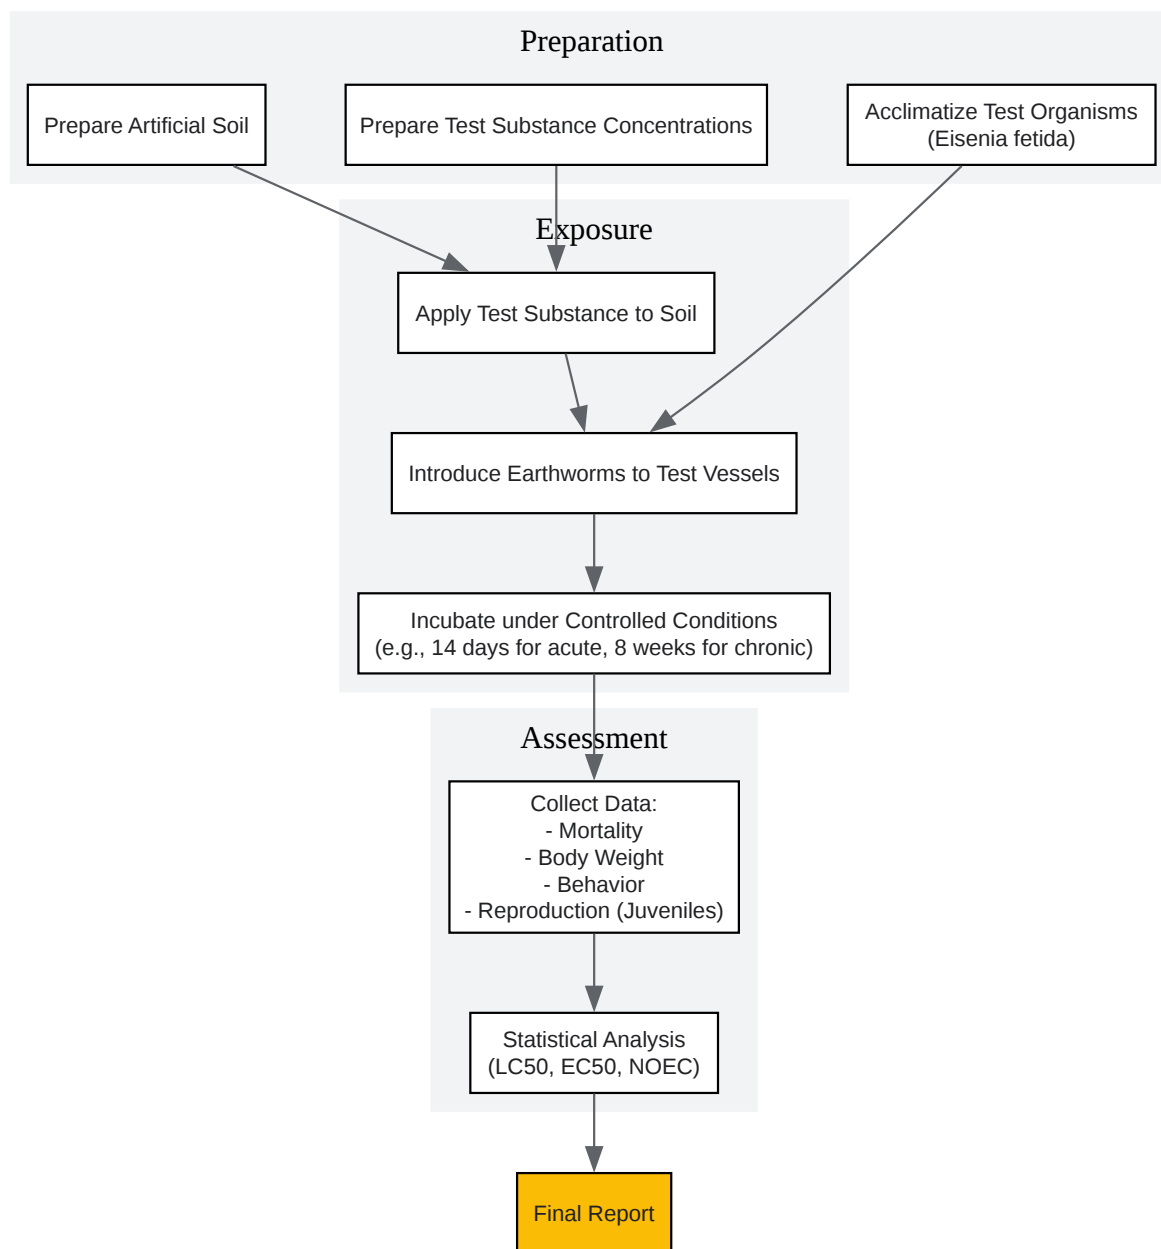 Preparation
Prepare Artificial Soil
Prepare Test Substance Concentrations
Acclimatize Test Organisms
(Eisenia fetida)
Exposure
Apply Test Substance to Soil
Introduce Earthworms to Test Vessels
Incubate under Controlled Conditions
(e.g., 14 days for acute, 8 weeks for chronic)
Assessment
Collect Data:
- Mortality
- Body Weight
- Behavior
- Reproduction (Juveniles)
Statistical Analysis
(LC50, EC50, NOEC)
Final Report